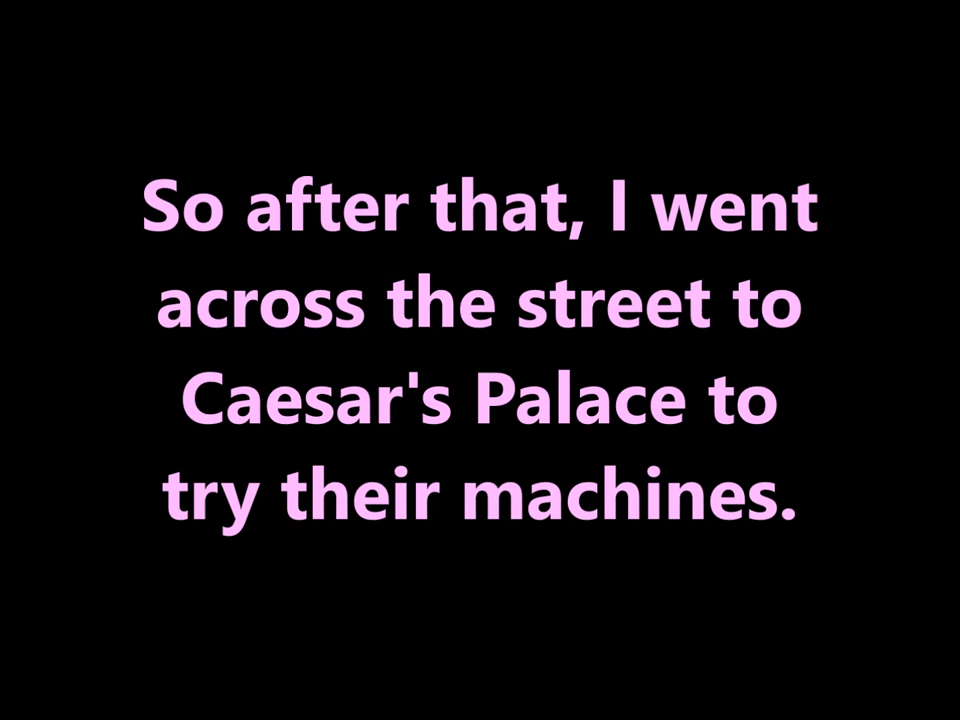 So after that, I went
across the street to
Caesar's Palace to
try their machines.